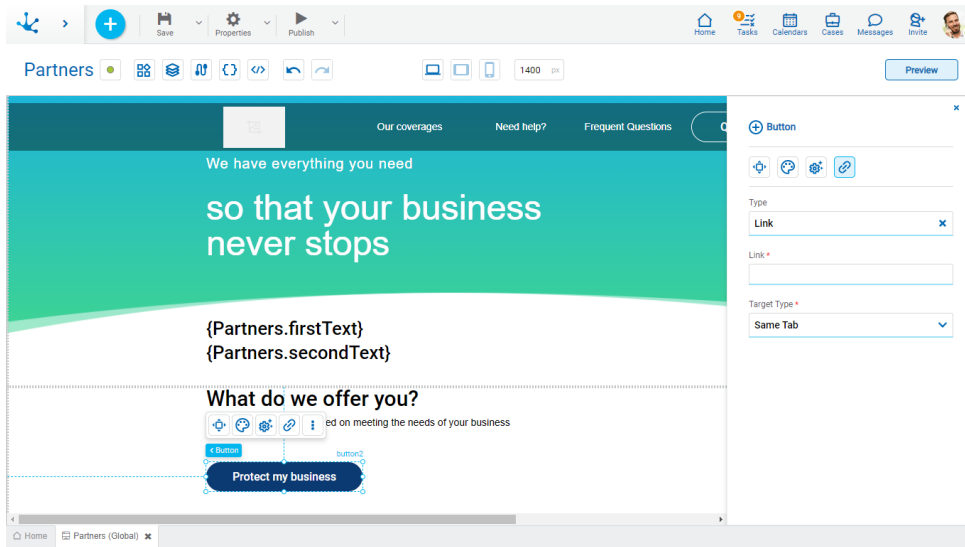 Save
Properties
Publish
Home
9
Tasks
Calendars
Cases
Messages
Invite
Partners
1400 px
Preview
Our coverages
Need help?
Frequent Questions
We have everything you need
so that your business
never stops
{Partners.firstText}
{Partners.secondText}
What do we offer you?
ed on meeting the needs of your business
< Button
button2
Protect my business
Button
Type
Link
Link *
Target Type *
Same Tab
Home
Partners (Global)